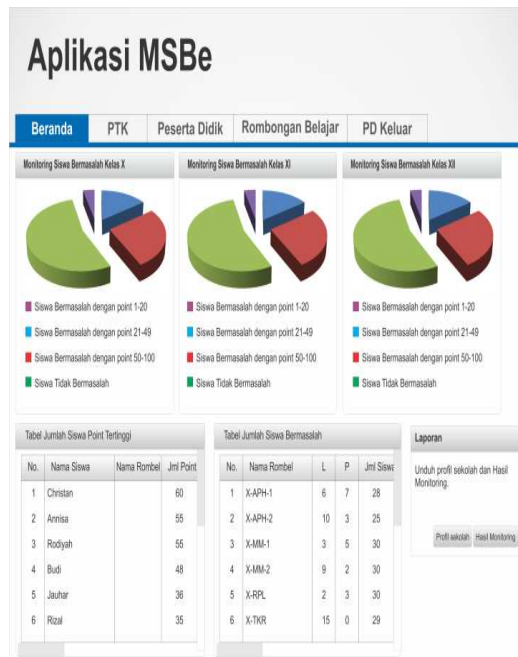 Aplikasi MSBe
Beranda PTK Peserta Didik Rombongan Belajar PD Keluar
Monitoring Siswa Bermasalah Kelas X
Siswa Bermasalah dengan point 1-20
Siswa Bermasalah dengan point 21-49
Siswa Bermasalah dengan point 50-100
Siswa Tidak Bermasalah
Monitoring Siswa Bermasalah Kelas XI
Siswa Bermasalah dengan point 1-20
Siswa Bermasalah dengan point 21-49
Siswa Bermasalah dengan point 50-100
Siswa Tidak Bermasalah
Monitoring Siswa Bermasalah Kelas XII
Siswa Bermasalah dengan point 1-20
Siswa Bermasalah dengan point 21-49
Siswa Bermasalah dengan point 50-100
Siswa Tidak Bermasalah
Tabel Jumlah Siswa Point Tertinggi
No. Nama Siswa Nama Rombel Jml Point
1 Christan 60
2 Annisa 55
3 Rodiyah 55
4 Budi 48
5 Jauhar 36
6 Rizal 35
Tabel Jumlah Siswa Bermasalah
No. Nama Rombel L P Jml Siswa
1 X-APH-1 6 7 28
2 X-APH-2 10 3 25
3 X-MM-1 3 5 30
4 X-MM-2 9 2 30
5 X-RPL 2 3 30
6 X-TKR 15 0 29
Laporan
Unduh profil sekolah dan Hasil
Monitoring.
Profil sekolah Hasil Monitoring